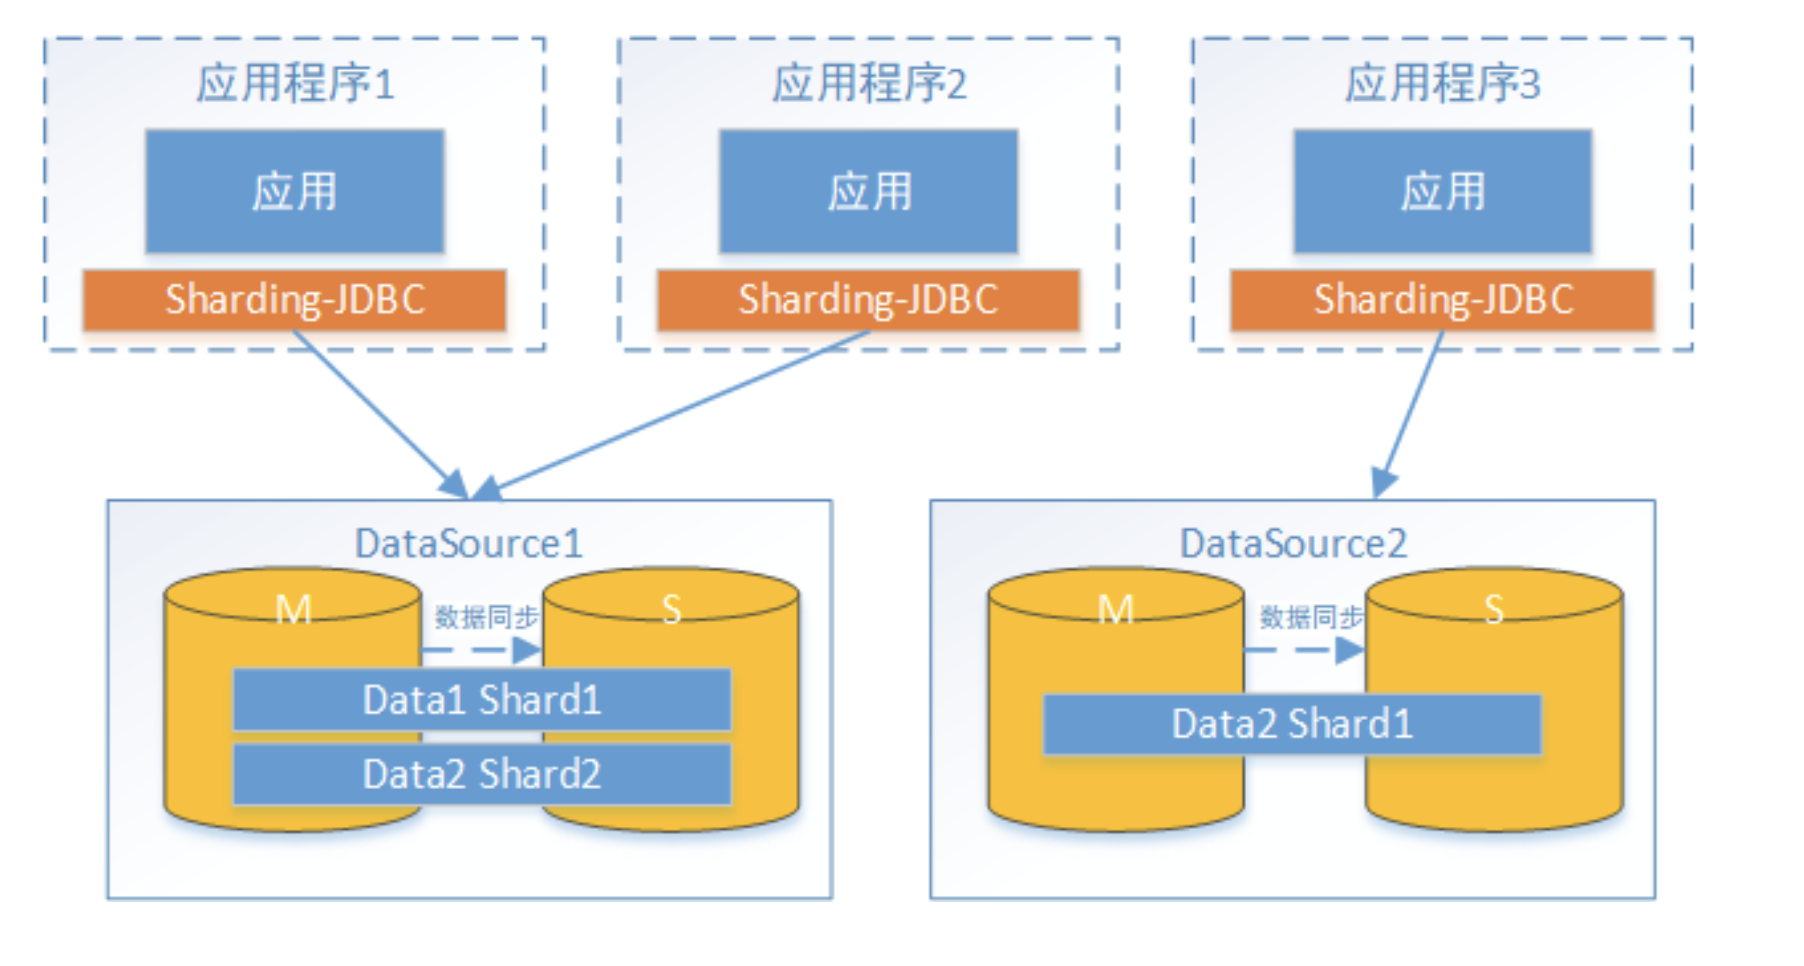 应用程序1
应用
Sharding-JDBC
应用程序2
应用
Sharding-JDBC
应用程序3
应用
Sharding-JDBC
DataSource1
M
数据同步
S
Data1 Shard1
Data2 Shard2
DataSource2
M
数据同步
S
Data2 Shard1